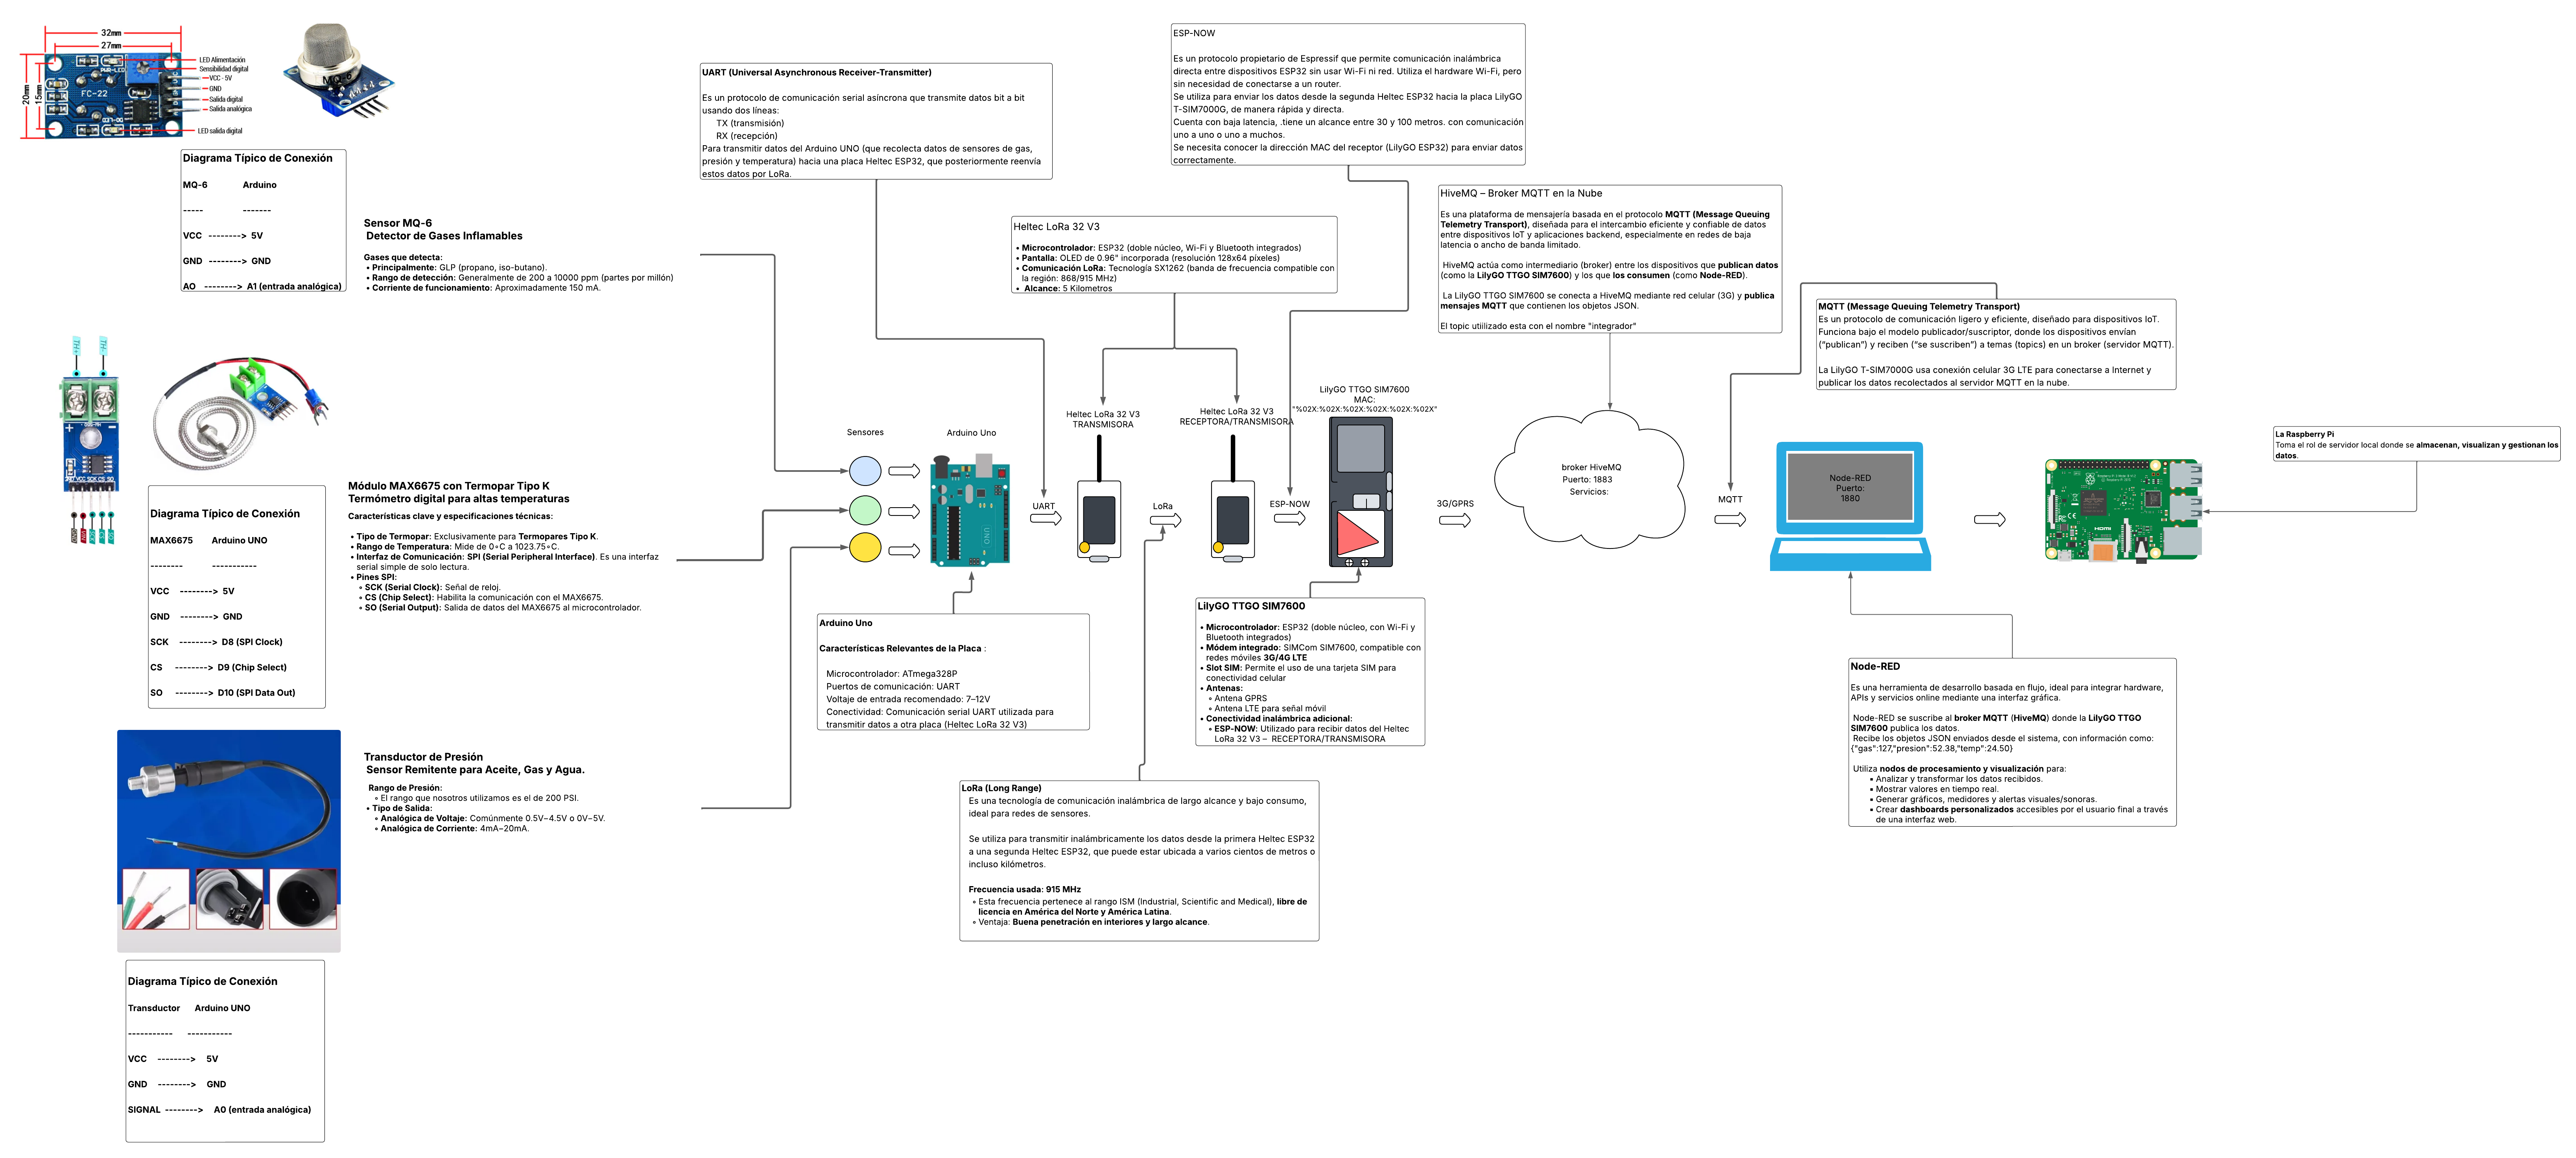 32mm
27mm
20mm
15mm
LED Alimentación
Sensibilidad digital
VCC - 5V
GND
Salida digital
Salida analógica
LED salida digital
PWR-LED
FC-22
DO-LED
MQ-6
Diagrama Típico de Conexión
MQ-6 Arduino
----- -------
VCC --------> 5V
GND --------> GND
AO --------> A1 (entrada analógica)
Sensor MQ-6
Detector de Gases Inflamables
Gases que detecta:
• Principalmente: GLP (propano, iso-butano).
• Rango de detección: Generalmente de 200 a 10000 ppm (partes por millón)
• Corriente de funcionamiento: Aproximadamente 150 mA.
TH+
TH-
+ -
GND VCC SCK CS SO
Diagrama Típico de Conexión
MAX6675 Arduino UNO
-------- -----------
VCC --------> 5V
GND --------> GND
SCK --------> D8 (SPI Clock)
CS --------> D9 (Chip Select)
SO --------> D10 (SPI Data Out)
Módulo MAX6675 con Termopar Tipo K
Termómetro digital para altas temperaturas
Características clave y especificaciones técnicas:
• Tipo de Termopar: Exclusivamente para Termopares Tipo K.
• Rango de Temperatura: Mide de 0∘C a 1023.75∘C.
• Interfaz de Comunicación: SPI (Serial Peripheral Interface). Es una interfaz
serial simple de solo lectura.
• Pines SPI:
∘ SCK (Serial Clock): Señal de reloj.
∘ CS (Chip Select): Habilita la comunicación con el MAX6675.
∘ SO (Serial Output): Salida de datos del MAX6675 al microcontrolador.
Transductor de Presión
Sensor Remitente para Aceite, Gas y Agua.
Rango de Presión:
∘ El rango que nosotros utilizamos es el de 200 PSI.
• Tipo de Salida:
∘ Analógica de Voltaje: Comúnmente 0.5V−4.5V o 0V−5V.
∘ Analógica de Corriente: 4mA−20mA.
Diagrama Típico de Conexión
Transductor Arduino UNO
----------- -----------
VCC --------> 5V
GND --------> GND
SIGNAL --------> A0 (entrada analógica)
UART (Universal Asynchronous Receiver-Transmitter)
Es un protocolo de comunicación serial asíncrona que transmite datos bit a bit
usando dos líneas:
TX (transmisión)
RX (recepción)
Para transmitir datos del Arduino UNO (que recolecta datos de sensores de gas,
presión y temperatura) hacia una placa Heltec ESP32, que posteriormente reenvía
estos datos por LoRa.
ESP-NOW
Es un protocolo propietario de Espressif que permite comunicación inalámbrica
directa entre dispositivos ESP32 sin usar Wi-Fi ni red. Utiliza el hardware Wi-Fi, pero
sin necesidad de conectarse a un router.
Se utiliza para enviar los datos desde la segunda Heltec ESP32 hacia la placa LilyGO
T-SIM7000G, de manera rápida y directa.
Cuenta con baja latencia, .tiene un alcance entre 30 y 100 metros. con comunicación
uno a uno o uno a muchos.
Se necesita conocer la dirección MAC del receptor (LilyGO ESP32) para enviar datos
correctamente.
Heltec LoRa 32 V3
• Microcontrolador: ESP32 (doble núcleo, Wi-Fi y Bluetooth integrados)
• Pantalla: OLED de 0.96" incorporada (resolución 128x64 píxeles)
• Comunicación LoRa: Tecnología SX1262 (banda de frecuencia compatible con
la región: 868/915 MHz)
• Alcance: 5 Kilometros
HiveMQ – Broker MQTT en la Nube
Es una plataforma de mensajería basada en el protocolo MQTT (Message Queuing
Telemetry Transport), diseñada para el intercambio eficiente y confiable de datos
entre dispositivos IoT y aplicaciones backend, especialmente en redes de baja
latencia o ancho de banda limitado.
HiveMQ actúa como intermediario (broker) entre los dispositivos que publican datos
(como la LilyGO TTGO SIM7600) y los que los consumen (como Node-RED).
La LilyGO TTGO SIM7600 se conecta a HiveMQ mediante red celular (3G) y publica
mensajes MQTT que contienen los objetos JSON.
El topic utiilizado esta con el nombre "integrador"
MQTT (Message Queuing Telemetry Transport)
Es un protocolo de comunicación ligero y eficiente, diseñado para dispositivos IoT.
Funciona bajo el modelo publicador/suscriptor, donde los dispositivos envían
("publican") y reciben ("se suscriben") a temas (topics) en un broker (servidor MQTT).
La LilyGO T-SIM7000G usa conexión celular 3G LTE para conectarse a Internet y
publicar los datos recolectados al servidor MQTT en la nube.
La Raspberry Pi
Toma el rol de servidor local donde se almacenan, visualizan y gestionan los
datos.
Sensores
Arduino Uno
UNO
UART
Heltec LoRa 32 V3
TRANSMISORA
LoRa
Heltec LoRa 32 V3
RECEPTORA/TRANSMISORA
ESP-NOW
LilyGO TTGO SIM7600
MAC:
"%02X:%02X:%02X:%02X:%02X:%02X"
3G/GPRS
broker HiveMQ
Puerto: 1883
Servicios:
MQTT
Node-RED
Puerto:
1880
HDMI
Arduino Uno
Características Relevantes de la Placa :
Microcontrolador: ATmega328P
Puertos de comunicación: UART
Voltaje de entrada recomendado: 7–12V
Conectividad: Comunicación serial UART utilizada para
transmitir datos a otra placa (Heltec LoRa 32 V3)
LilyGO TTGO SIM7600
• Microcontrolador: ESP32 (doble núcleo, con Wi-Fi y
Bluetooth integrados)
• Módem integrado: SIMCom SIM7600, compatible con
redes móviles 3G/4G LTE
• Slot SIM: Permite el uso de una tarjeta SIM para
conectividad celular
• Antenas:
∘ Antena GPRS
∘ Antena LTE para señal móvil
• Conectividad inalámbrica adicional:
∘ ESP-NOW: Utilizado para recibir datos del Heltec
LoRa 32 V3 – RECEPTORA/TRANSMISORA
LoRa (Long Range)
Es una tecnología de comunicación inalámbrica de largo alcance y bajo consumo,
ideal para redes de sensores.
Se utiliza para transmitir inalámbricamente los datos desde la primera Heltec ESP32
a una segunda Heltec ESP32, que puede estar ubicada a varios cientos de metros o
incluso kilómetros.
Frecuencia usada: 915 MHz
∘ Esta frecuencia pertenece al rango ISM (Industrial, Scientific and Medical), libre de
licencia en América del Norte y América Latina.
∘ Ventaja: Buena penetración en interiores y largo alcance.
Node-RED
Es una herramienta de desarrollo basada en flujo, ideal para integrar hardware,
APIs y servicios online mediante una interfaz gráfica.
Node-RED se suscribe al broker MQTT (HiveMQ) donde la LilyGO TTGO
SIM7600 publica los datos.
Recibe los objetos JSON enviados desde el sistema, con información como:
{"gas":127,"presion":52.38,"temp":24.50}
Utiliza nodos de procesamiento y visualización para:
▪ Analizar y transformar los datos recibidos.
▪ Mostrar valores en tiempo real.
▪ Generar gráficos, medidores y alertas visuales/sonoras.
▪ Crear dashboards personalizados accesibles por el usuario final a través
de una interfaz web.